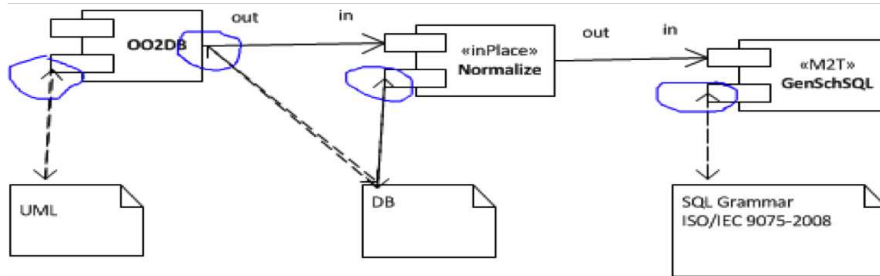 out
in
OO2DB
«inPlace»
Normalize
out
in
«M2T»
GenSchSQL
UML
DB
SQL Grammar
ISO/IEC 9075-2008